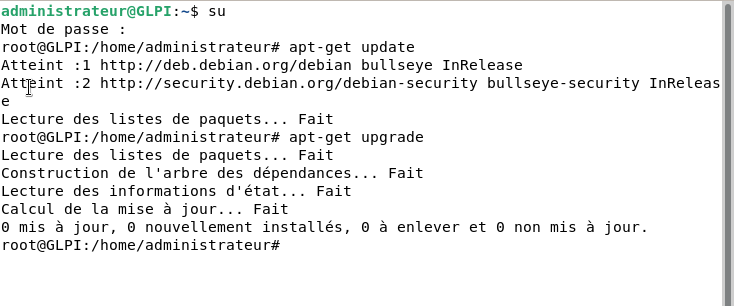 administrateur@GLPI:~$ su
Mot de passe :
root@GLPI:/home/administrateur# apt-get update
Atteint :1 http://deb.debian.org/debian bullseye InRelease
Atteint :2 http://security.debian.org/debian-security bullseye-security InReleas
e
Lecture des listes de paquets... Fait
root@GLPI:/home/administrateur# apt-get upgrade
Lecture des listes de paquets... Fait
Construction de l'arbre des dépendances... Fait
Lecture des informations d'état... Fait
Calcul de la mise à jour... Fait
0 mis à jour, 0 nouvellement installés, 0 à enlever et 0 non mis à jour.
root@GLPI:/home/administrateur#